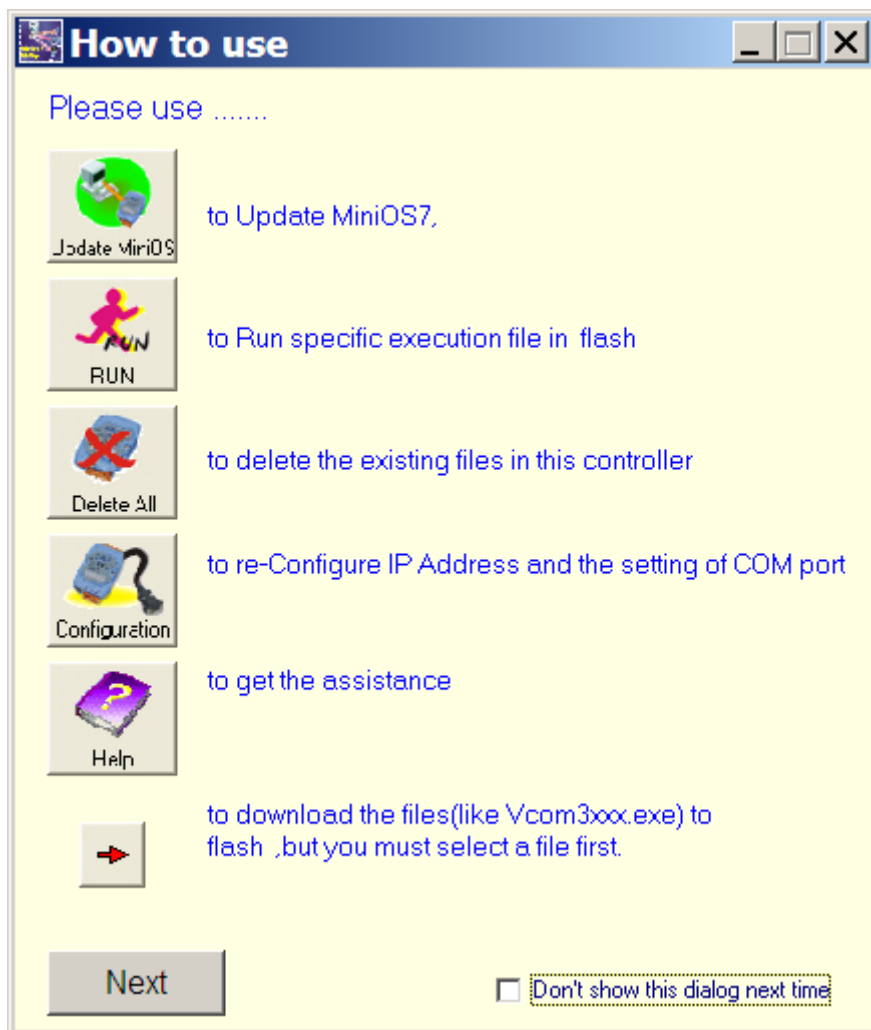 How to use
Please use .......
Update MiniOS
to Update MiniOS7,
RUN
RUN
to Run specific execution file in flash
Delete All
to delete the existing files in this controller
Configuration
to re-Configure IP Address and the setting of COM port
Help
to get the assistance
to download the files(like Vcom3xxx.exe) to
flash ,but you must select a file first.
Next
Don't show this dialog next time